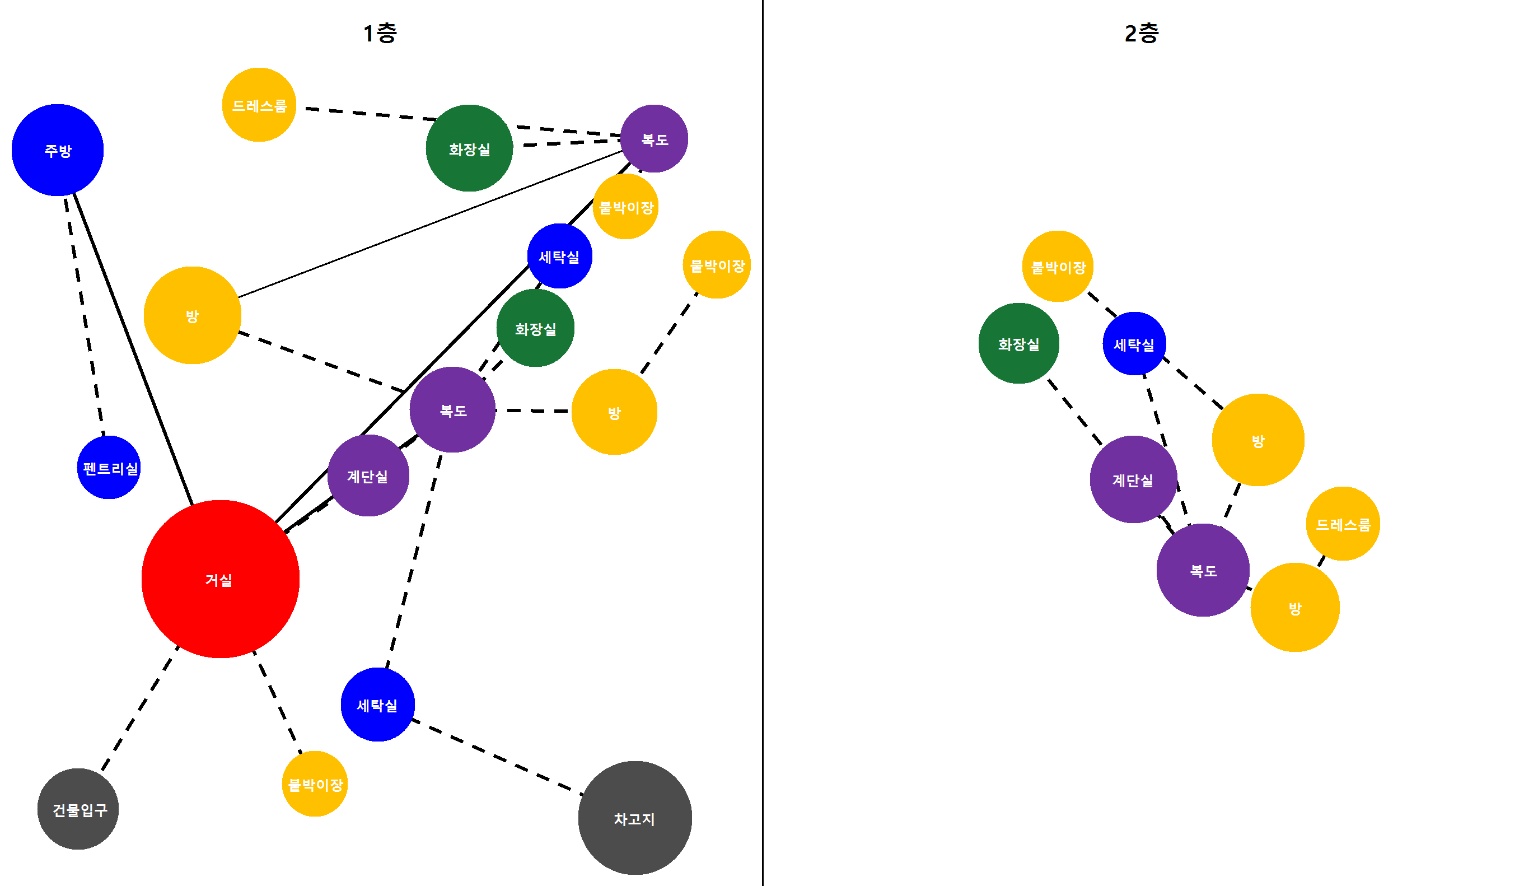 1층
드레스룸
주방
화장실
복도
붙박이장
세탁실
붙박이장
방
화장실
복도
방
펜트리실
계단실
거실
세탁실
건물입구
붙박이장
차고지
2층
붙박이장
화장실
세탁실
방
계단실
드레스룸
복도
방